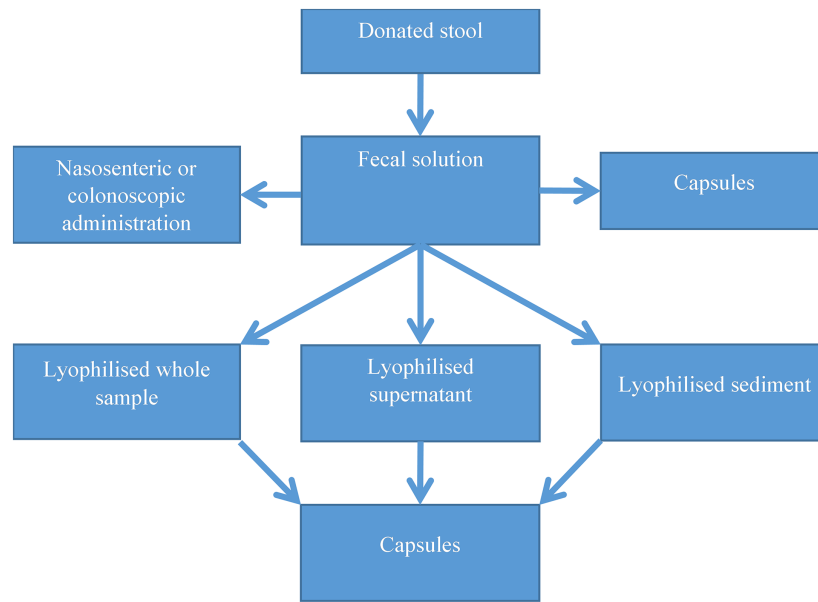 Donated stool
Fecal solution
Nasosenteric or
colonoscopic
administration
Capsules
Lyophilised whole
sample
Lyophilised
supernatant
Lyophilised sediment
Capsules